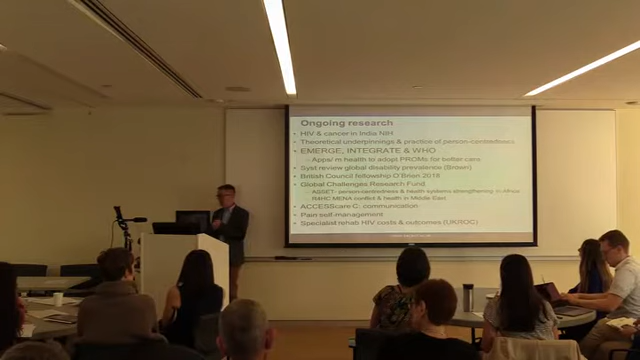 Ongoing research
• HIV & cancer in India NIH
• Theoretical underpinnings & practice of person-centredness
• EMERGE, INTEGRATE & WHO
– Apps/ m health to adopt PROMs for better care
• Syst review global disability prevalence (Brown)
• British Council fellowship O'Brien 2018
• Global Challenges Research Fund
– ASSET: person-centredness & health systems strengthening in Africa
– R4HC MENA conflict & health in Middle East
• ACCESScare C: communication
• Pain self-management
• Specialist rehab HIV costs & outcomes (UKROC)